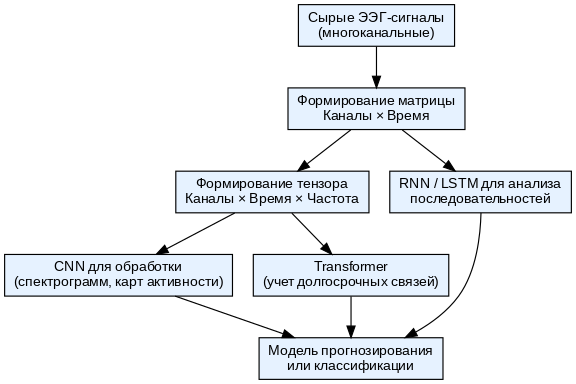 Сырые ЭЭГ-сигналы
(многоканальные)
Формирование матрицы
Каналы × Время
Формирование тензора
Каналы × Время × Частота
RNN / LSTM для анализа
последовательностей
CNN для обработки
(спектрограмм, карт активности)
Transformer
(учет долгосрочных связей)
Модель прогнозирования
или классификации